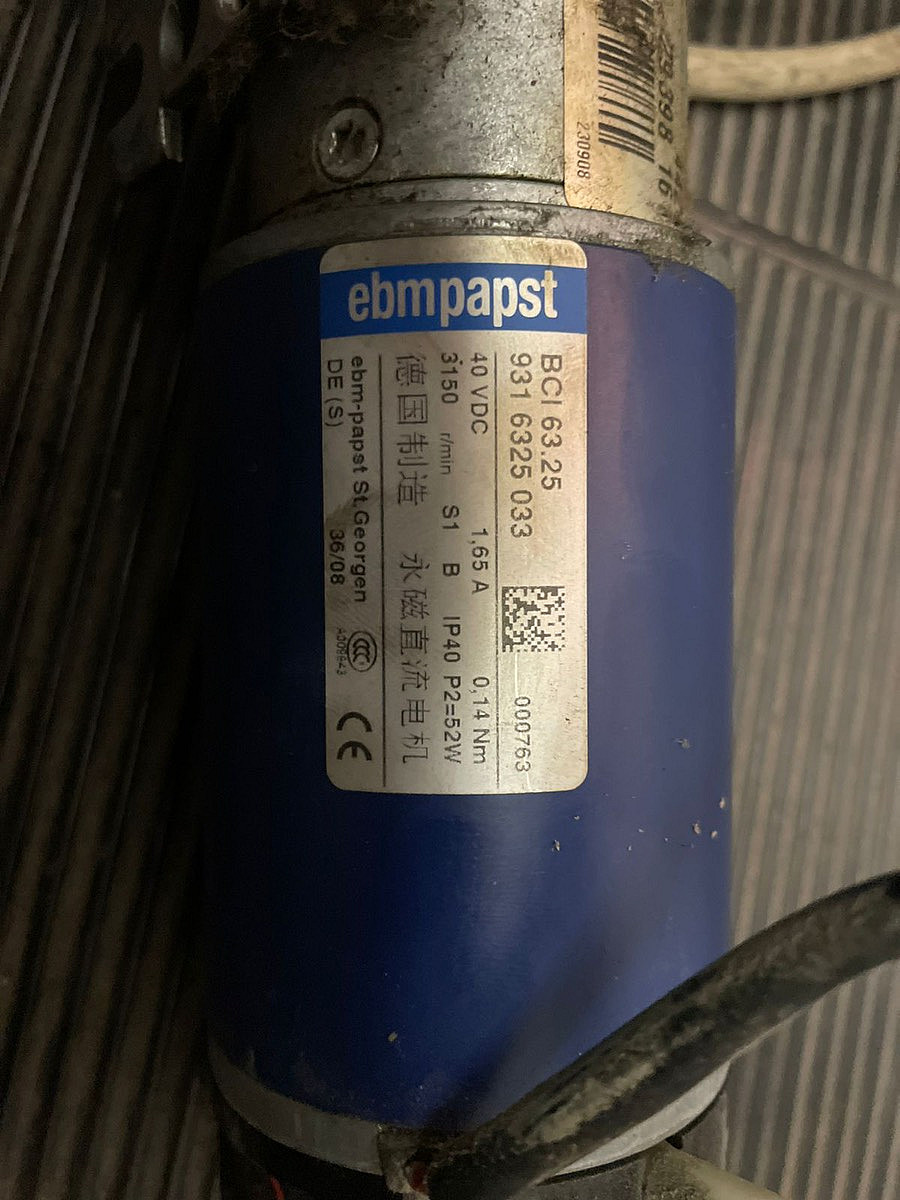 ebmpapst
BCI 63.25
931 6325 033
000763
40 VDC 1,65 A 0,14 Nm
3150 r/min S1 B IP40 P2=52W
德国制造 永磁直流电机
ebm-papst St.Georgen
DE (S) 36/08
CCC
CE
230908